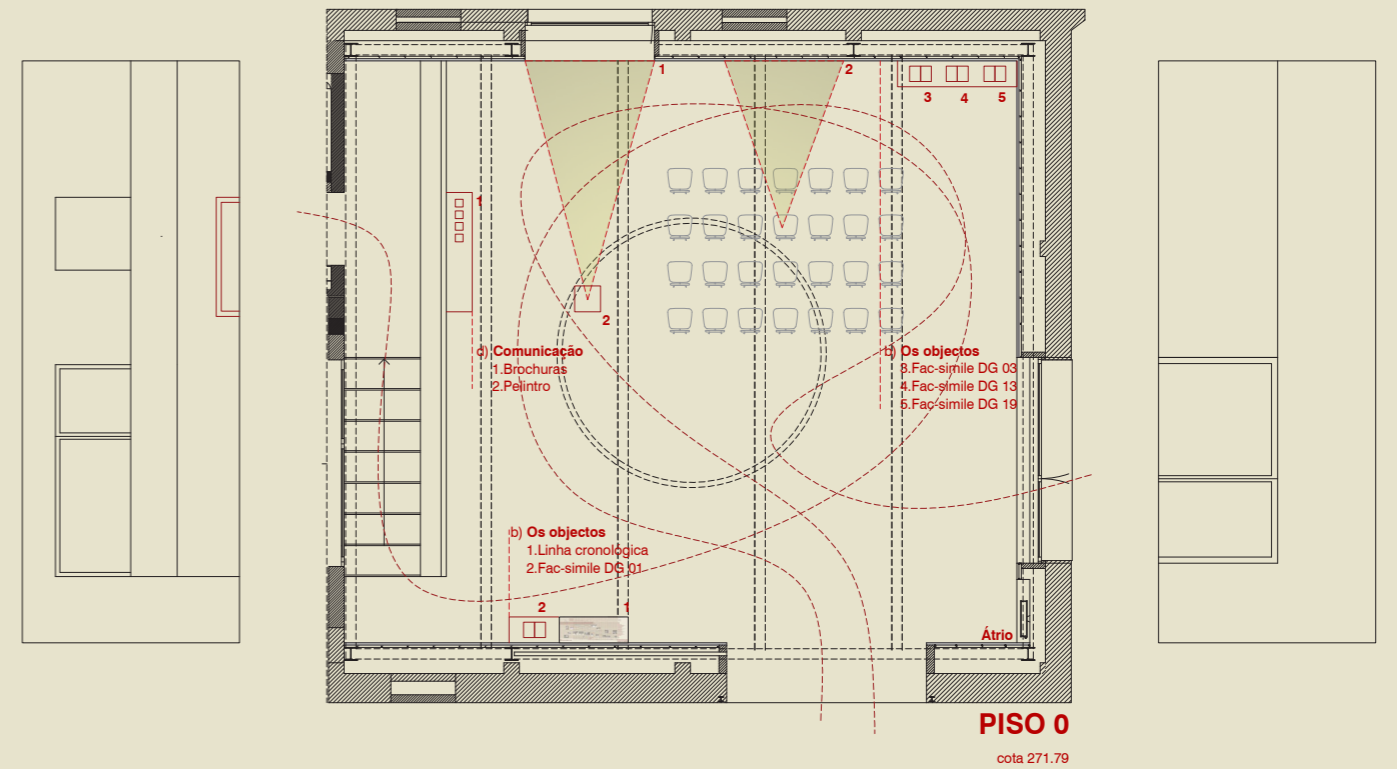 1
2
3 4 5
1
2
d) Comunicação
1.Brochuras
2.Pelintro
b) Os objectos
3.Fac-simile DG 03
4.Fac-simile DG 13
5.Fac-simile DG 19
b) Os objectos
1.Linha cronológica
2.Fac-simile DG 01
2 1
Átrio
PISO 0
cota 271.79